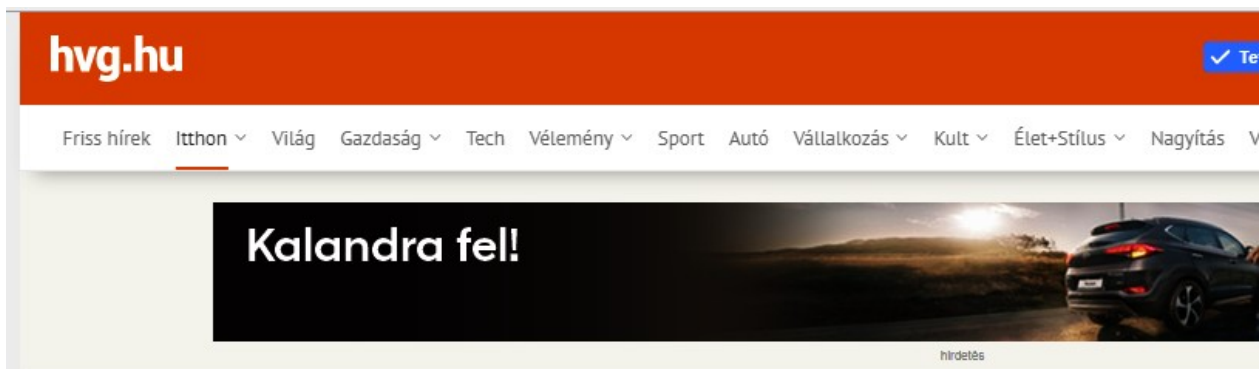 hvg.hu
Friss hírek Itthon Világ Gazdaság Tech Vélemény Sport Autó Vállalkozás Kult Élet+Stílus Nagyítás
Kalandra fel!
hirdetés